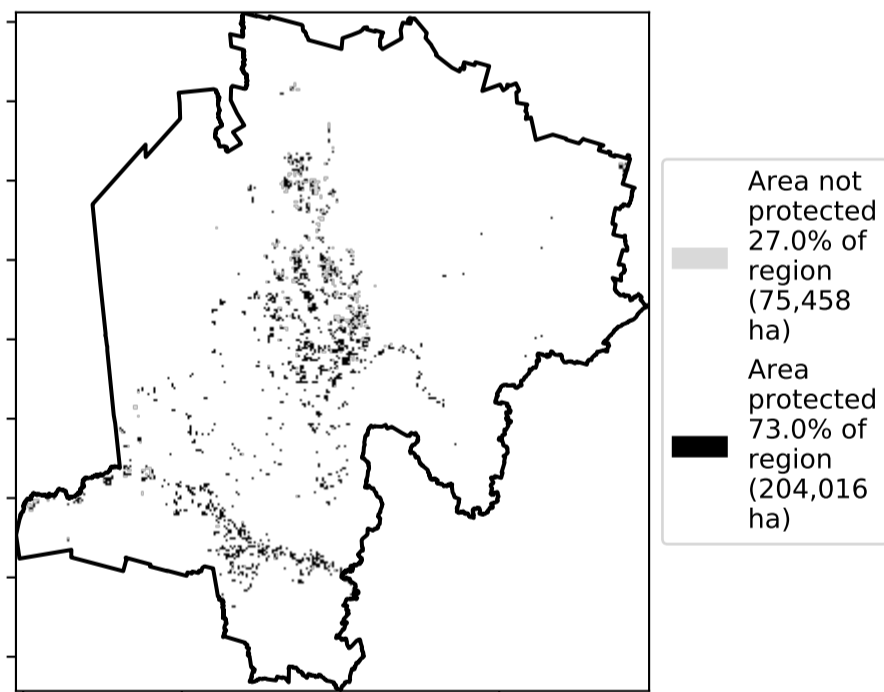 Area not
protected
27.0% of
region
(75,458
ha)
Area
protected
73.0% of
region
(204,016
ha)